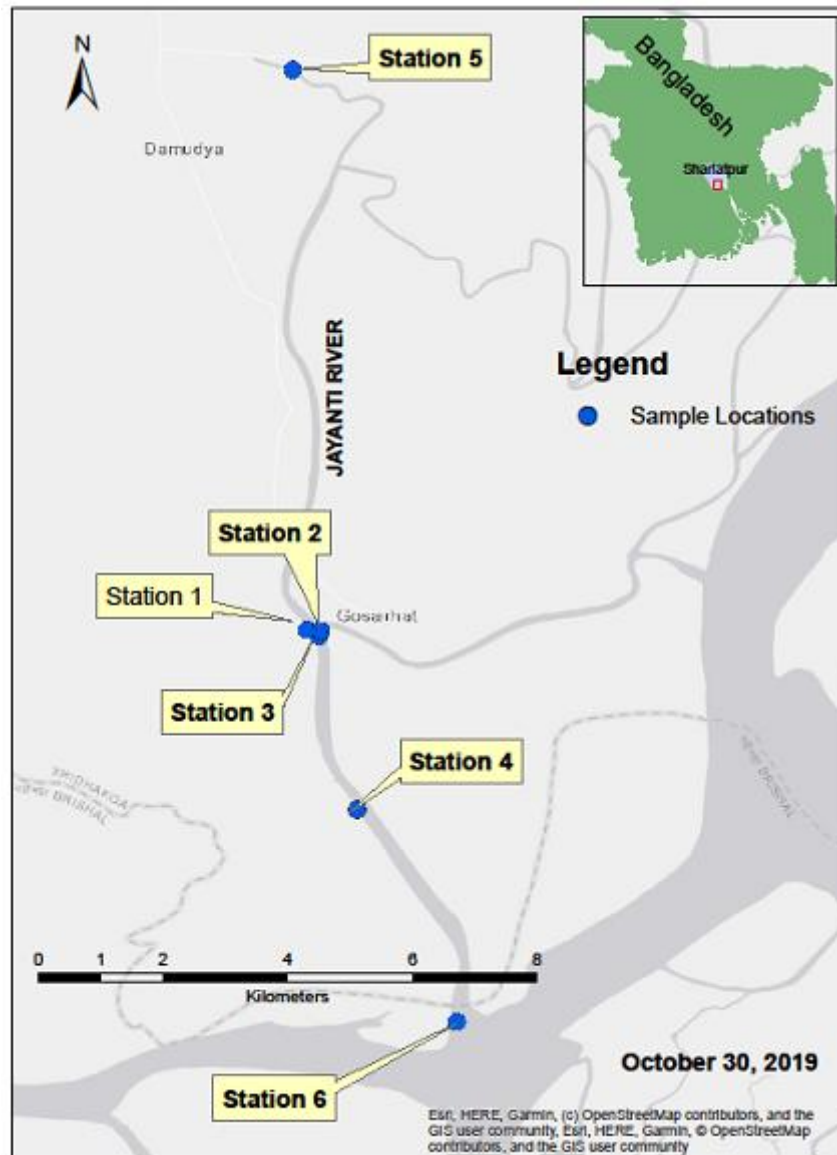 N
Station 5
Bangladesh
Damudya
Shariatpur
JAYANTI RIVER
Legend
Sample Locations
Station 2
Station 1
Gosairhat
Station 3
Station 4
BRISHAL
BRISHAL
0 1 2 4 6 8
Kilometers
October 30, 2019
Station 6
Esri, HERE, Garmin, (c) OpenStreetMap contributors, and the
GIS user community, Esri, HERE, Garmin, © OpenStreetMap
contributors, and the GIS user community